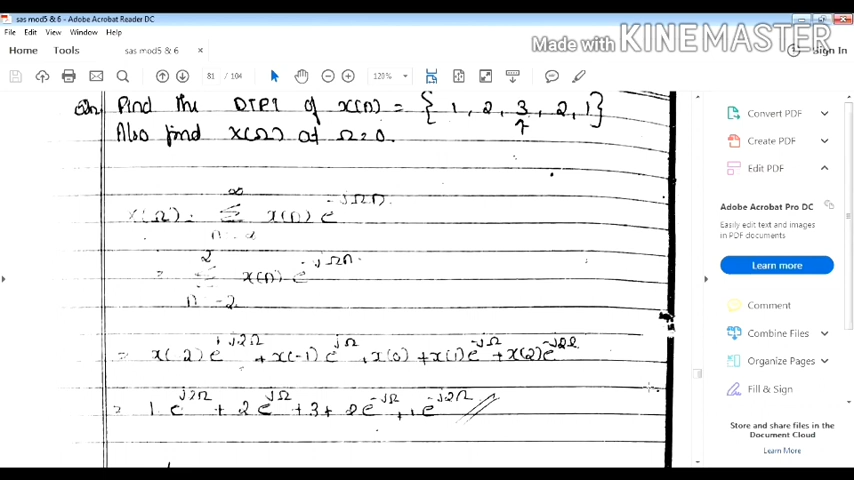 sas mod5 & 6 - Adobe Acrobat Reader DC
File Edit View Window Help
Made with KINEMASTER
Home Tools sas mod5 & 6 × Sign In
81 / 104 120%
Find the DTFT of x(n) = { 1, 2, 3, 2, 1}
↑
Also find X(Ω) at Ω=0.
X(Ω) = ∞ Σ n=-∞ x(n) e^-jΩn
= 2 Σ n=-2 x(n) e^-jΩn
= x(-2) e^j2Ω + x(-1) e^jΩ + x(0) + x(1) e^-jΩ + x(2) e^-j2Ω
= 1 e^j2Ω + 2 e^jΩ + 3 + 2 e^-jΩ + 1 e^-j2Ω //
Convert PDF
Create PDF
Edit PDF
Adobe Acrobat Pro DC
Easily edit text and images
in PDF documents
Learn more
Comment
Combine Files
Organize Pages
Fill & Sign
Store and share files in the
Document Cloud
Learn More